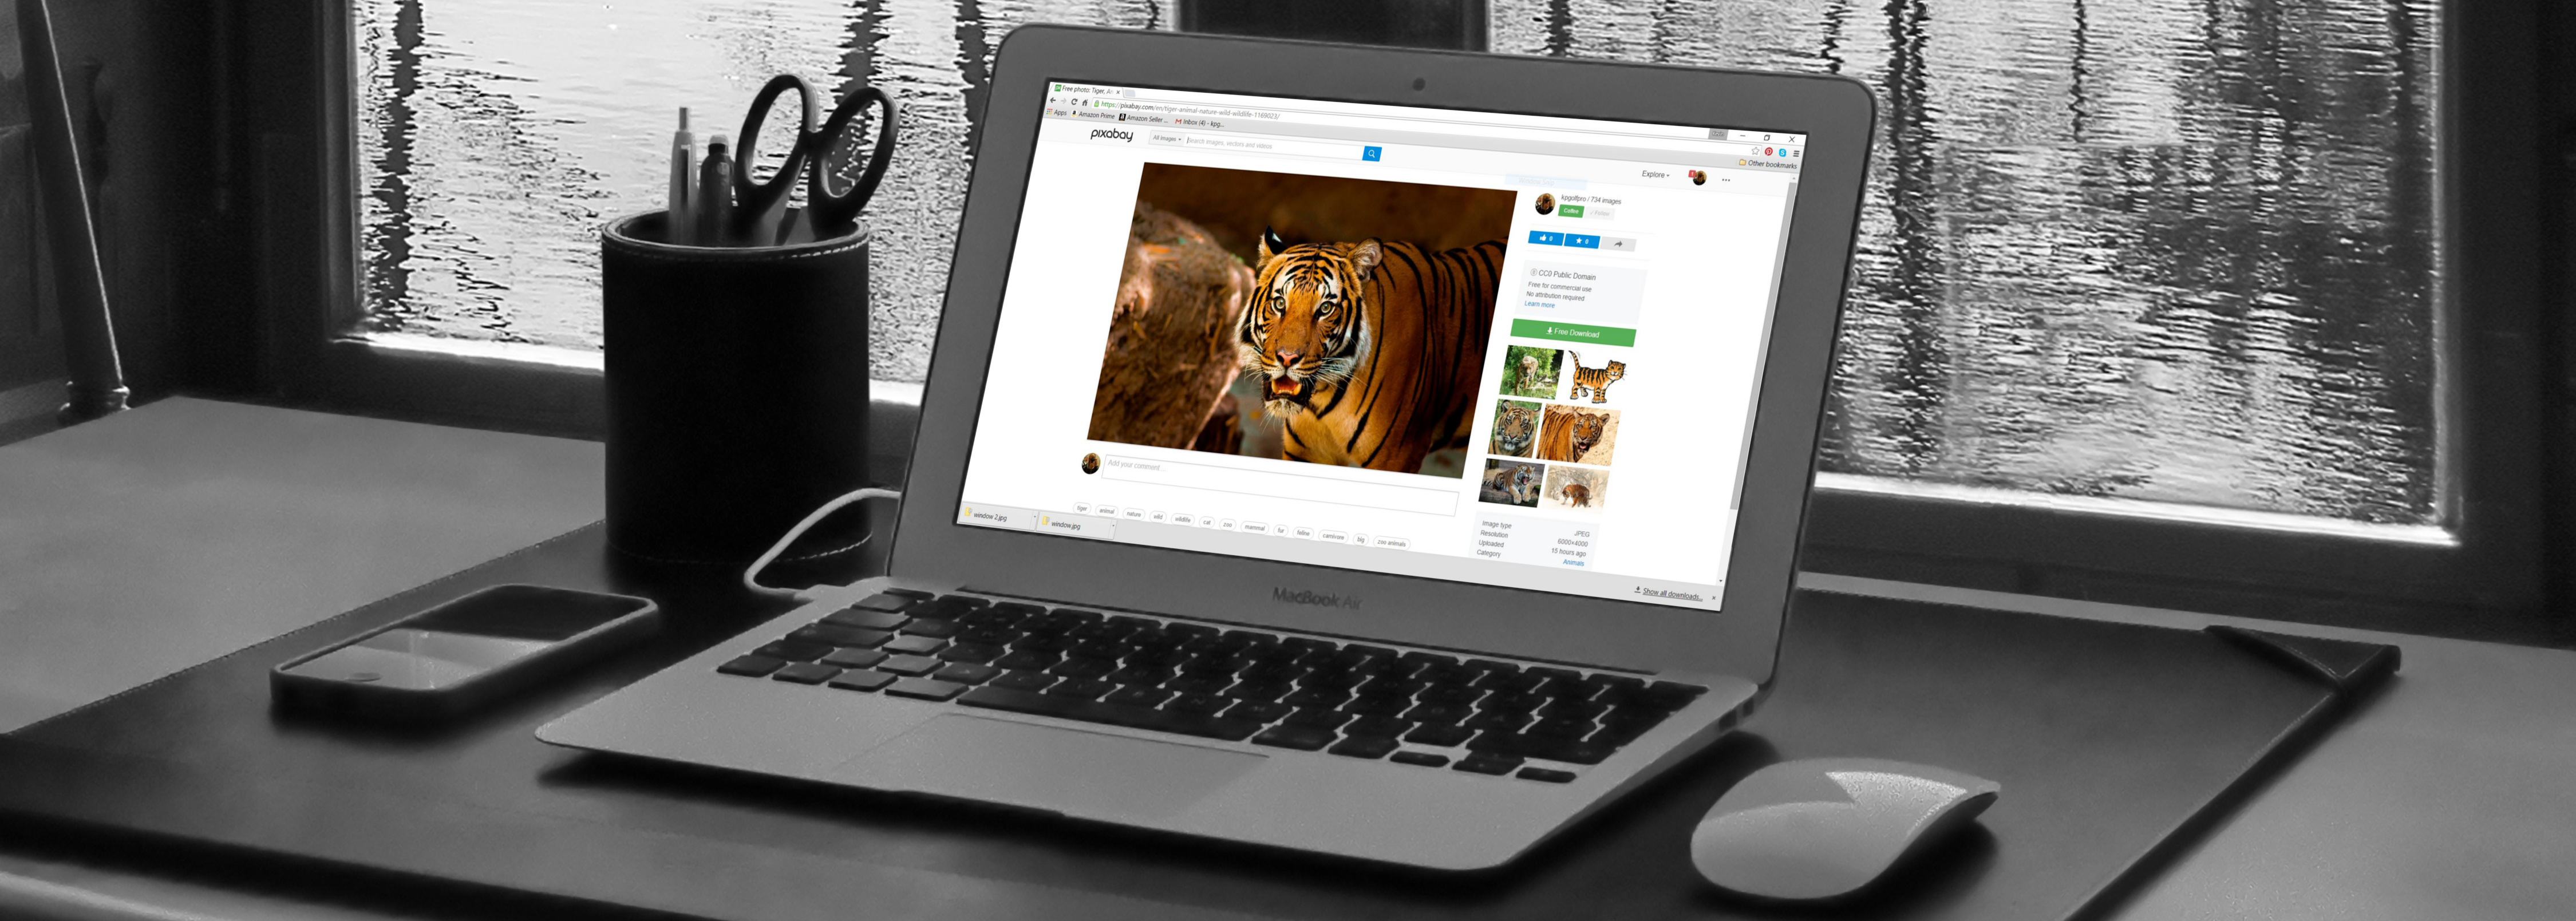 Free photo: Tiger, An
https://pixabay.com/en/tiger-animal-nature-wild-wildlife-1169023/
Apps Amazon Prime Amazon Seller ... Inbox (4) - kpg...
Other bookmarks
pixabay
All images
Search images, vectors and videos
Explore
kpgolfpro / 734 images
Coffee
Follow
0 0
CC0 Public Domain
Free for commercial use
No attribution required
Learn more
Free Download
Add your comment ...
tiger animal nature wild wildlife cat zoo mammal fur feline carnivore big zoo animals
Image type JPEG
Resolution 6000×4000
Uploaded 15 hours ago
Category Animals
window 2.jpg window.jpg
Show all downloads...
MacBook Air